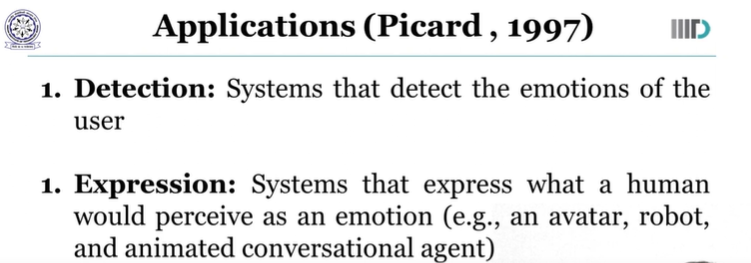 Applications (Picard , 1997)
1. Detection: Systems that detect the emotions of the
user
1. Expression: Systems that express what a human
would perceive as an emotion (e.g., an avatar, robot,
and animated conversational agent)